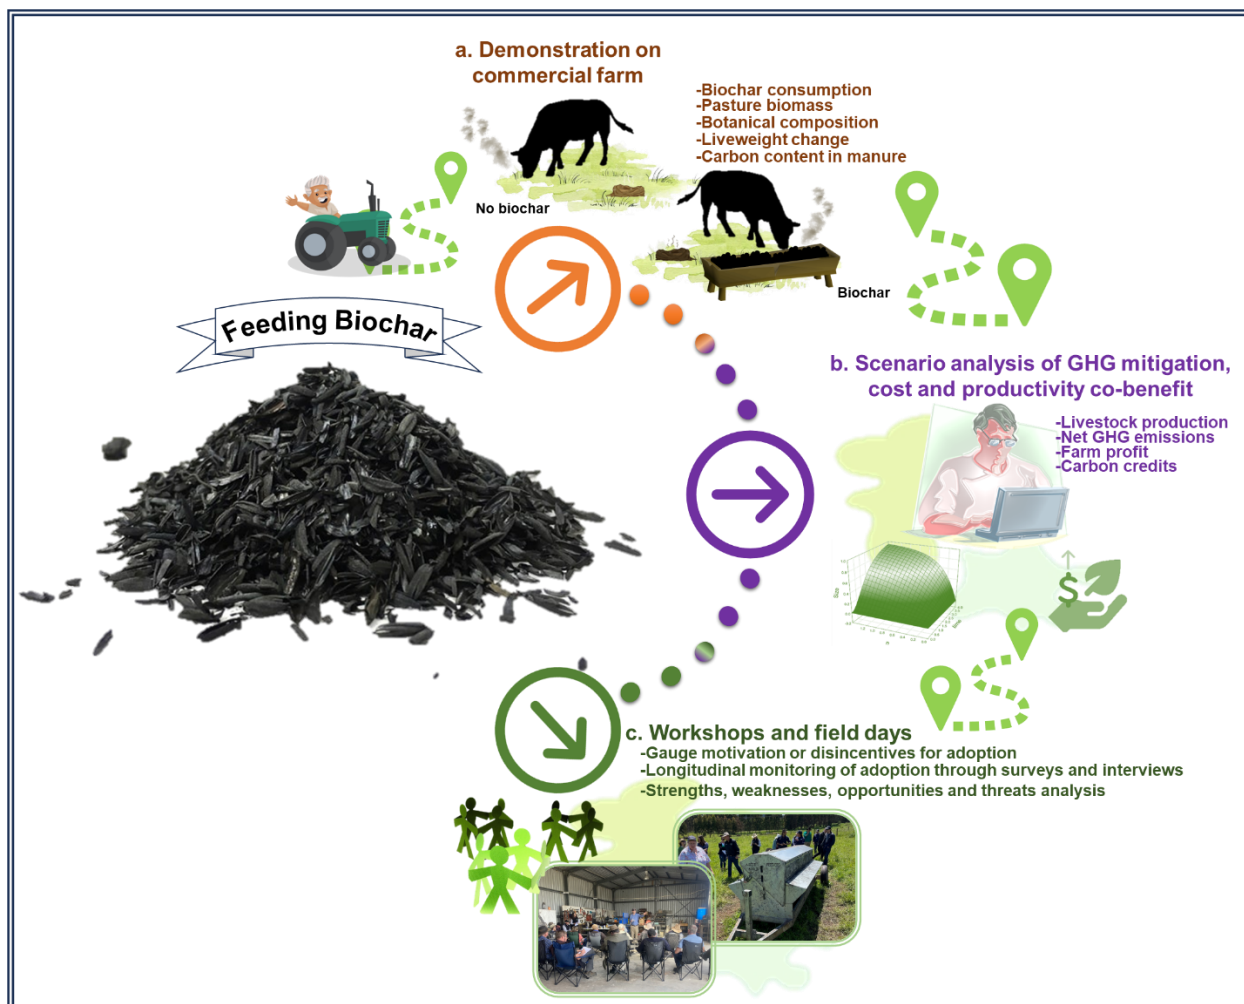 a. Demonstration on
commercial farm
-Biochar consumption
-Pasture biomass
-Botanical composition
-Liveweight change
-Carbon content in manure
No biochar
Biochar
Feeding Biochar
b. Scenario analysis of GHG mitigation,
cost and productivity co-benefit
-Livestock production
-Net GHG emissions
-Farm profit
-Carbon credits
$
c. Workshops and field days
-Gauge motivation or disincentives for adoption
-Longitudinal monitoring of adoption through surveys and interviews
-Strengths, weaknesses, opportunities and threats analysis